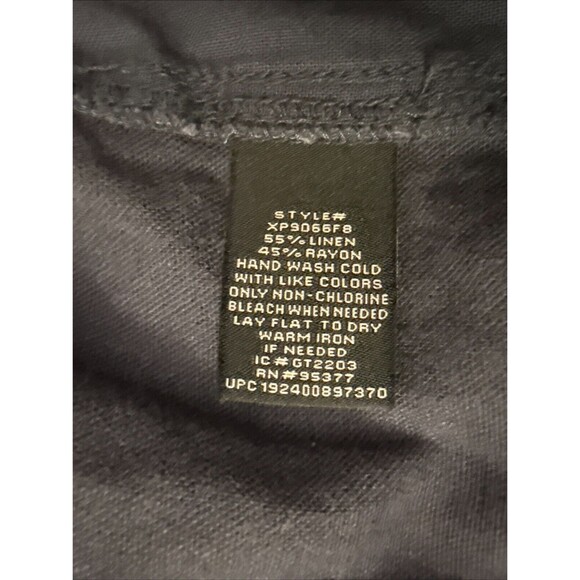 STYLE#
XP9066F8
55% LINEN
45% RAYON
HAND WASH COLD
WITH LIKE COLORS
ONLY NON-CHLORINE
BLEACH WHEN NEEDED
LAY FLAT TO DRY
WARM IRON
IF NEEDED
IC#GT2203
RN#95377
UPC192400897370